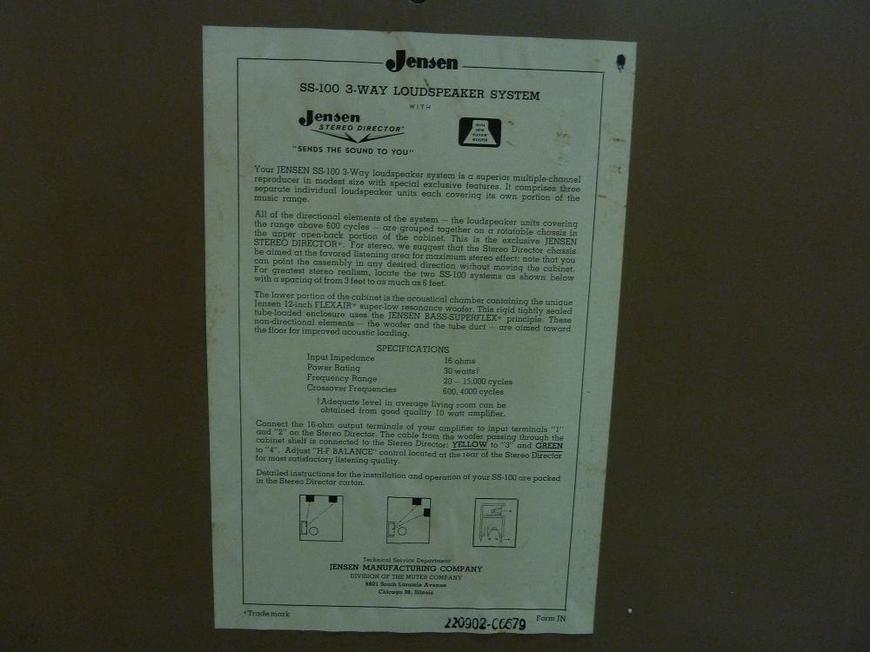 Jensen
SS-100 3-WAY LOUDSPEAKER SYSTEM
WITH
Jensen
STEREO DIRECTOR*
"SENDS THE SOUND TO YOU"
WITH
NEW
WOOFER
Your JENSEN SS-100 3-Way loudspeaker system is a superior multiple-channel
reproducer in modest size with special exclusive features. It comprises three
separate individual loudspeaker units each covering its own portion of the
music range.
All of the directional elements of the system — the loudspeaker units covering
the range above 600 cycles — are grouped together on a rotatable chassis in
the upper open-back portion of the cabinet. This is the exclusive JENSEN
STEREO DIRECTOR*. For stereo, we suggest that the Stereo Director chassis
be aimed at the favored listening area for maximum stereo effect; note that you
can point the assembly in any desired direction without moving the cabinet.
For greatest stereo realism, locate the two SS-100 systems as shown below
with a spacing of from 3 feet to as much as 6 feet.
The lower portion of the cabinet is the acoustical chamber containing the unique
Jensen 12-inch FLEXAIR* super-low resonance woofer. This rigid tightly sealed
tube-loaded enclosure uses the JENSEN BASS-SUPERFLEX* principle. These
non-directional elements — the woofer and the tube duct — are aimed toward
the floor for improved acoustic loading.
SPECIFICATIONS
Input Impedance 16 ohms
Power Rating 30 watts†
Frequency Range 20 — 15,000 cycles
Crossover Frequencies 600, 4000 cycles
†Adequate level in average living room can be
obtained from good quality 10 watt amplifier.
Connect the 16-ohm output terminals of your amplifier to input terminals "1"
and "2" on the Stereo Director. The cable from the woofer passing through the
cabinet shelf is connected to the Stereo Director: YELLOW to "3" and GREEN
to "4". Adjust "H-F BALANCE" control located at the rear of the Stereo Director
for most satisfactory listening quality.
Detailed instructions for the installation and operation of your SS-100 are packed
in the Stereo Director carton.
Technical Service Department
JENSEN MANUFACTURING COMPANY
DIVISION OF THE MUTER COMPANY
6601 South Laramie Avenue
Chicago 38, Illinois
*Trade mark
220902-CC679
Form JN